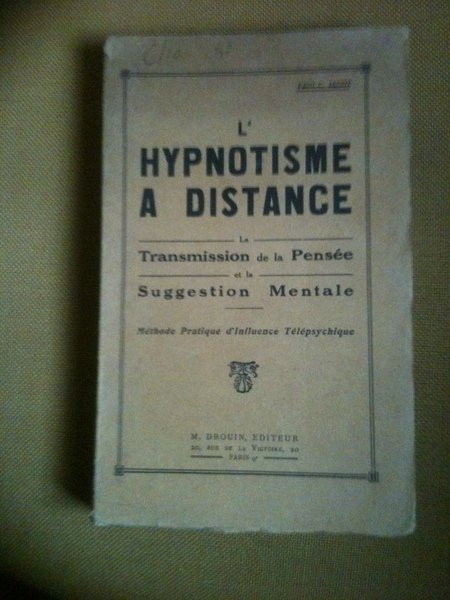 L'
HYPNOTISME
A DISTANCE
La
Transmission de la Pensée
et la
Suggestion Mentale
Méthode Pratique d'Influence Télépsychique
M. DROUIN, EDITEUR
20, RUE DE LA VICTOIRE, 20
PARIS 9e